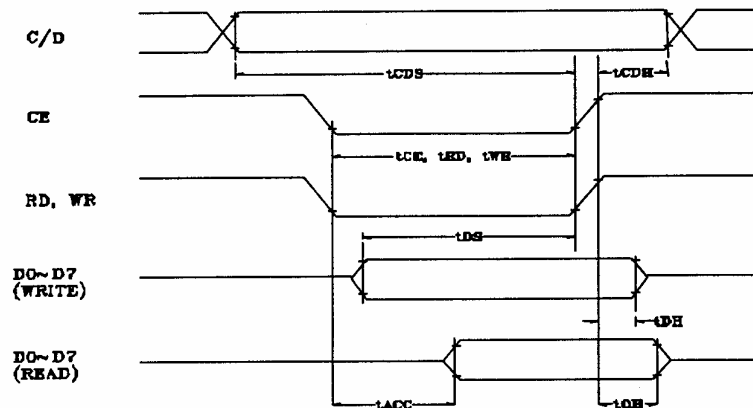 C/D
tCDS
tCDH
CE
tCE, tRD, tWR
RD, WR
tDS
D0~D7
(WRITE)
tDH
D0~D7
(READ)
tACC
tOH